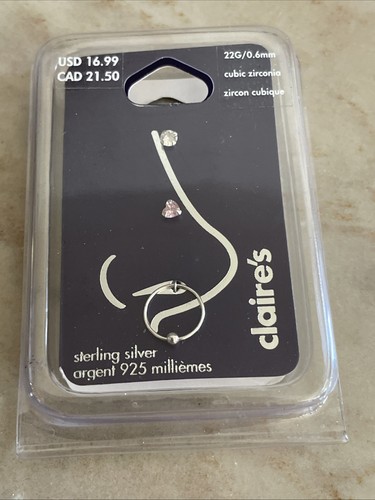 USD 16.99
CAD 21.50
22G/0.6mm
cubic zirconia
zircon cubique
claire's
sterling silver
argent 925 millièmes